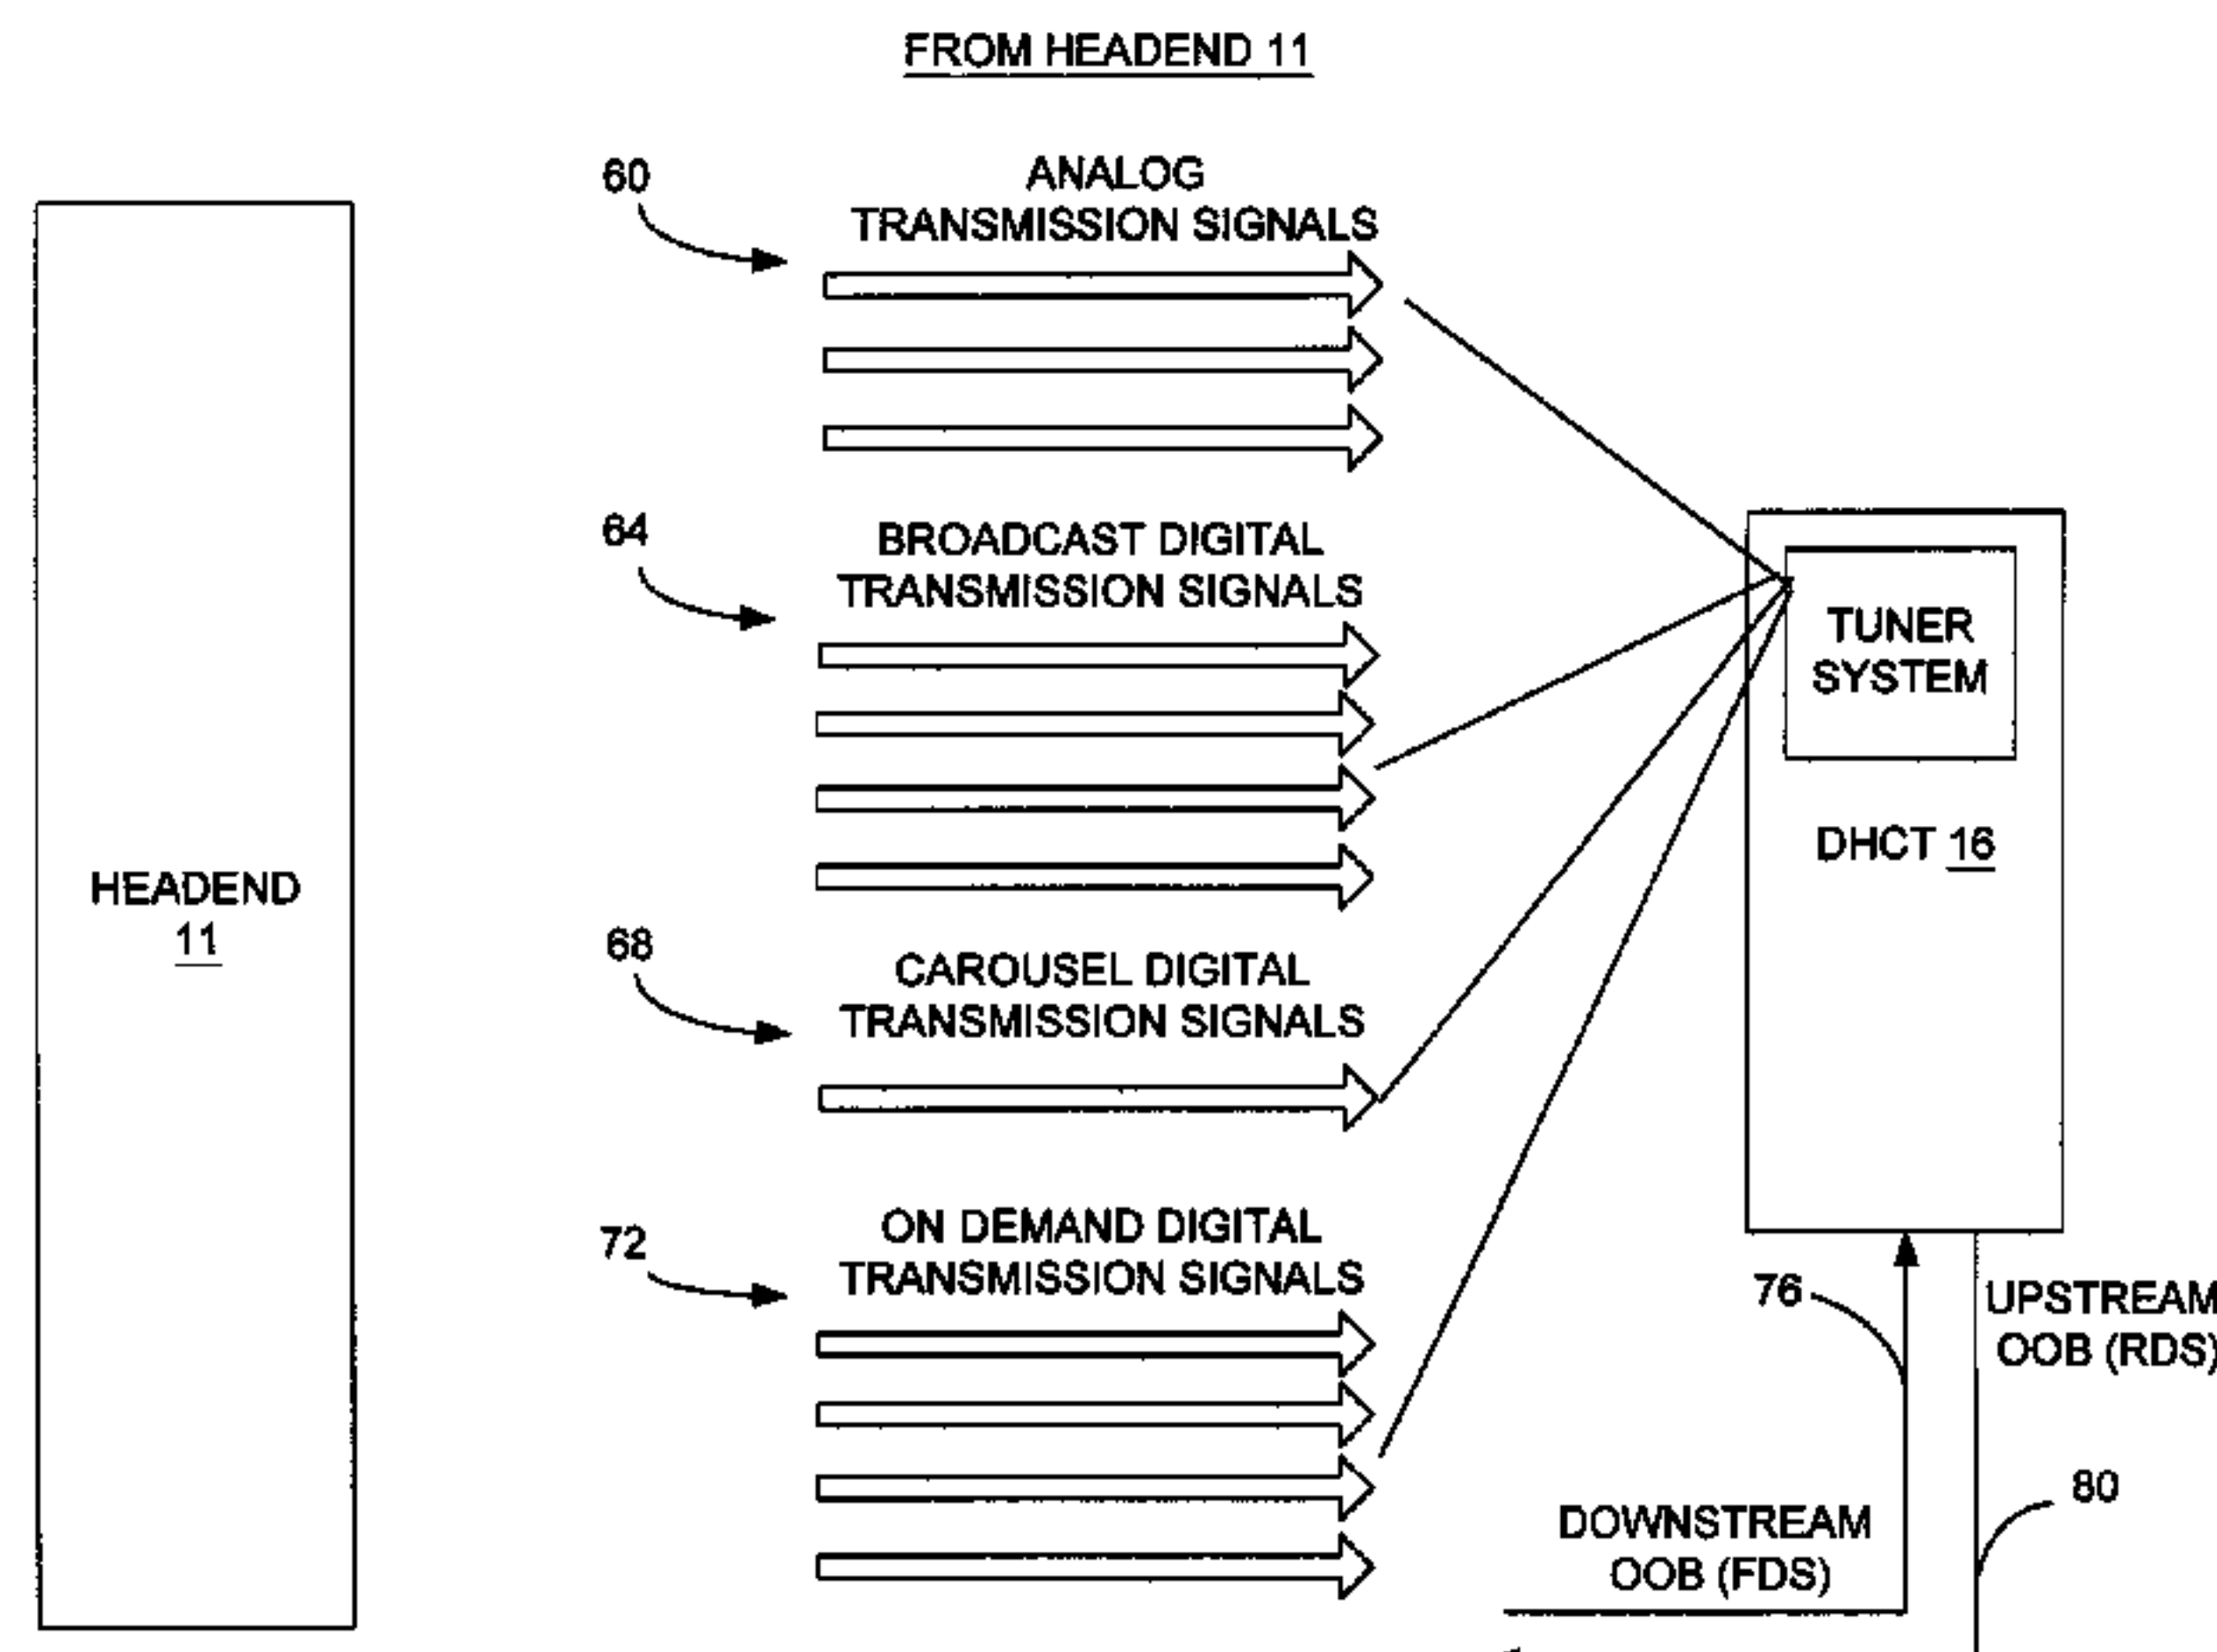 FROM HEADEND 11
60
ANALOG
TRANSMISSION SIGNALS
64
BROADCAST DIGITAL
TRANSMISSION SIGNALS
TUNER
SYSTEM
DHCT 16
HEADEND
11
68
CAROUSEL DIGITAL
TRANSMISSION SIGNALS
72
ON DEMAND DIGITAL
TRANSMISSION SIGNALS
76
UPSTREAM
OOB (RDS)
80
DOWNSTREAM
OOB (FDS)